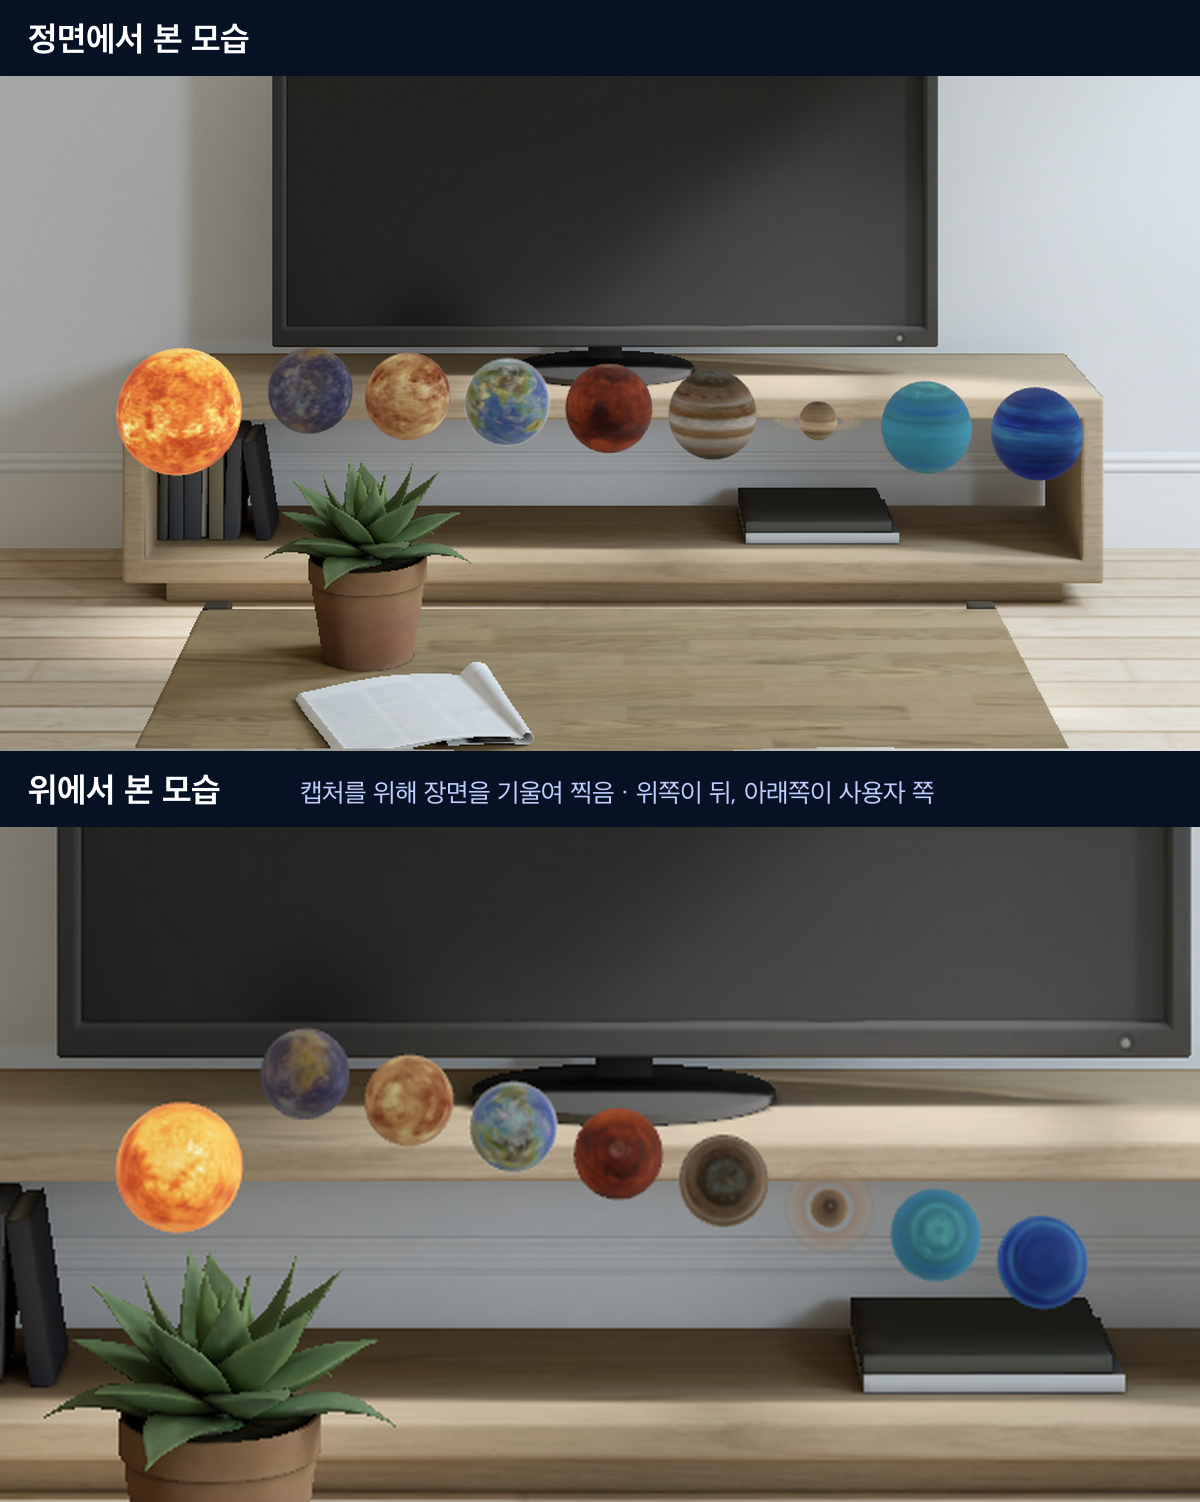 정면에서 본 모습
위에서 본 모습
캡처를 위해 장면을 기울여 찍음 · 위쪽이 뒤, 아래쪽이 사용자 쪽